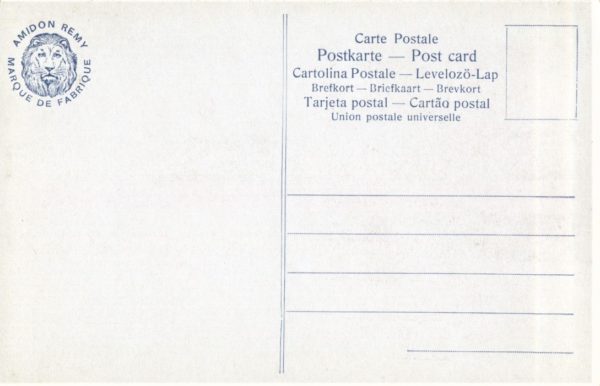 AMIDON REMY
MARQUE DE FABRIQUE
Carte Postale
Postkarte — Post card
Cartolina Postale — Levelozö-Lap
Brefkort — Briefkaart — Brevkort
Tarjeta postal — Cartão postal
Union postale universelle